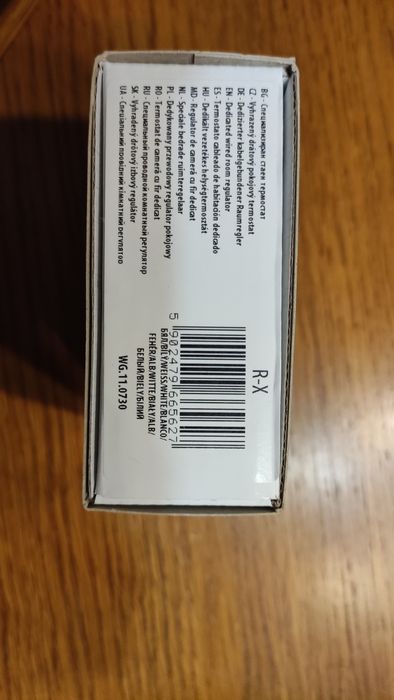 BG - Специализиран стаен термостат
CZ - Vyhrazený drátový pokojový termostat
DE - Dedizierter kabelgebundener Raumregler
EN - Dedicated wired room regulator
ES - Termostato cableado de habitación dedicado
HU - Dedikált vezetékes helységtermosztát
MD - Regulator de cameră cu fir dedicat
NL - Speciale bedrade ruimteregelaar
PL - Dedykowany przewodowy regulator pokojowy
RO - Termostat de cameră cu fir dedicat
RU - Специальный проводной комнатный регулятор
SK - Vyhradený drôtový izbový regulátor
UA - Спеціальний провідний кімнатний регулятор
R-X
5 902479 665627
БЯЛ/BÍLÝ/WEISS/WHITE/BLANCO/
FEHÉR/ALB/WITTE/BIAŁY/ALB/
БЕЛЫЙ/BIELY/БІЛИЙ
WG.11.0730